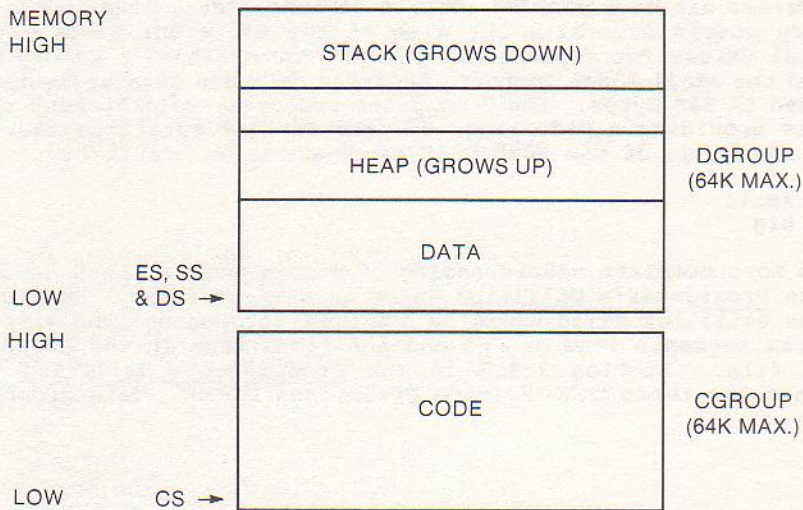 MEMORY
HIGH
STACK (GROWS DOWN)
HEAP (GROWS UP)
DGROUP
(64K MAX.)
DATA
ES, SS
LOW & DS →
HIGH
CODE
CGROUP
(64K MAX.)
LOW CS →